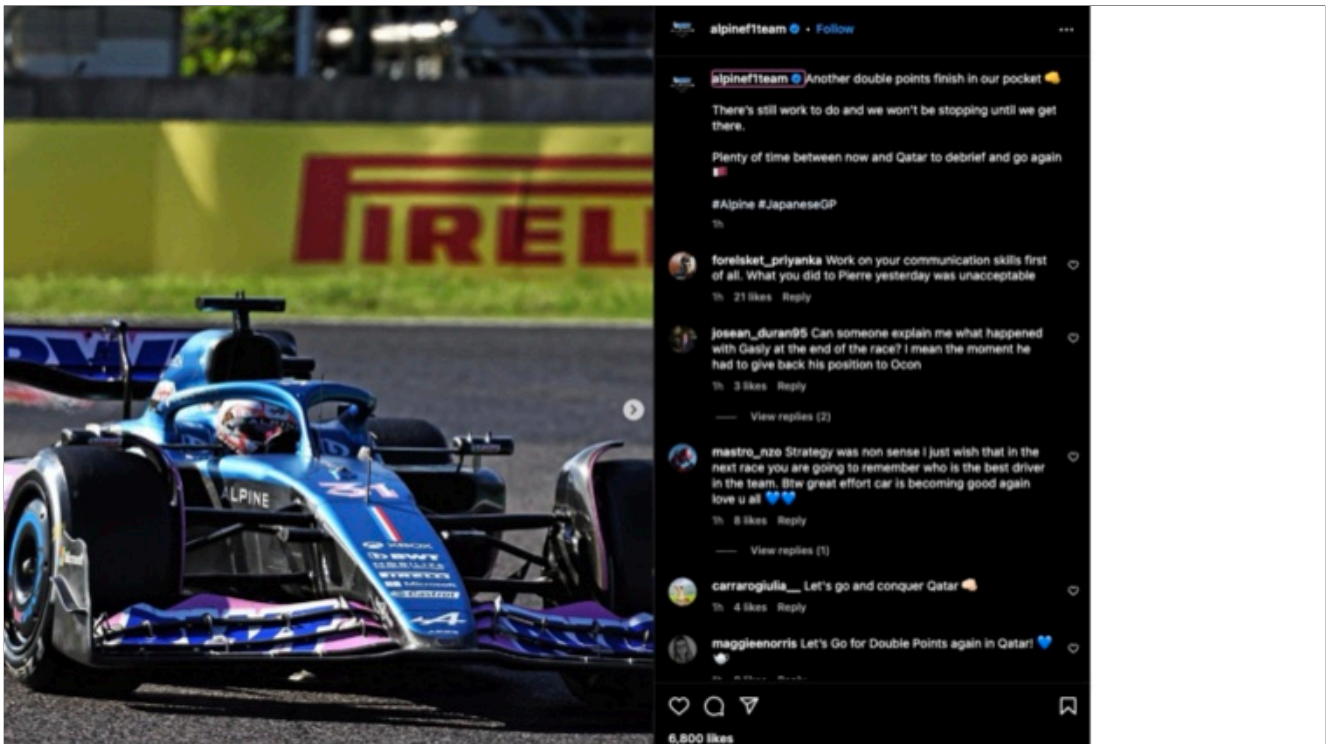 PIRELL
BWT
ALPINE
31
XBOX
BWT
MOBILIZE
PIRELLI
Microsoft
Castrol
alpinef1team • Follow
alpinef1team Another double points finish in our pocket 👊
There's still work to do and we won't be stopping until we get
there.
Plenty of time between now and Qatar to debrief and go again
🇶🇦
#Alpine #JapaneseGP
1h
forelsket_priyanka Work on your communication skills first
of all. What you did to Pierre yesterday was unacceptable
1h 21 likes Reply
josean_duran95 Can someone explain me what happened
with Gasly at the end of the race? I mean the moment he
had to give back his position to Ocon
1h 3 likes Reply
View replies (2)
mastro_nzo Strategy was non sense I just wish that in the
next race you are going to remember who is the best driver
in the team. Btw great effort car is becoming good again
love u all 💙💙
1h 8 likes Reply
View replies (1)
carrarogiulia__ Let's go and conquer Qatar 👊🏻
1h 4 likes Reply
maggieenorris Let's Go for Double Points again in Qatar! 💙
6,800 likes